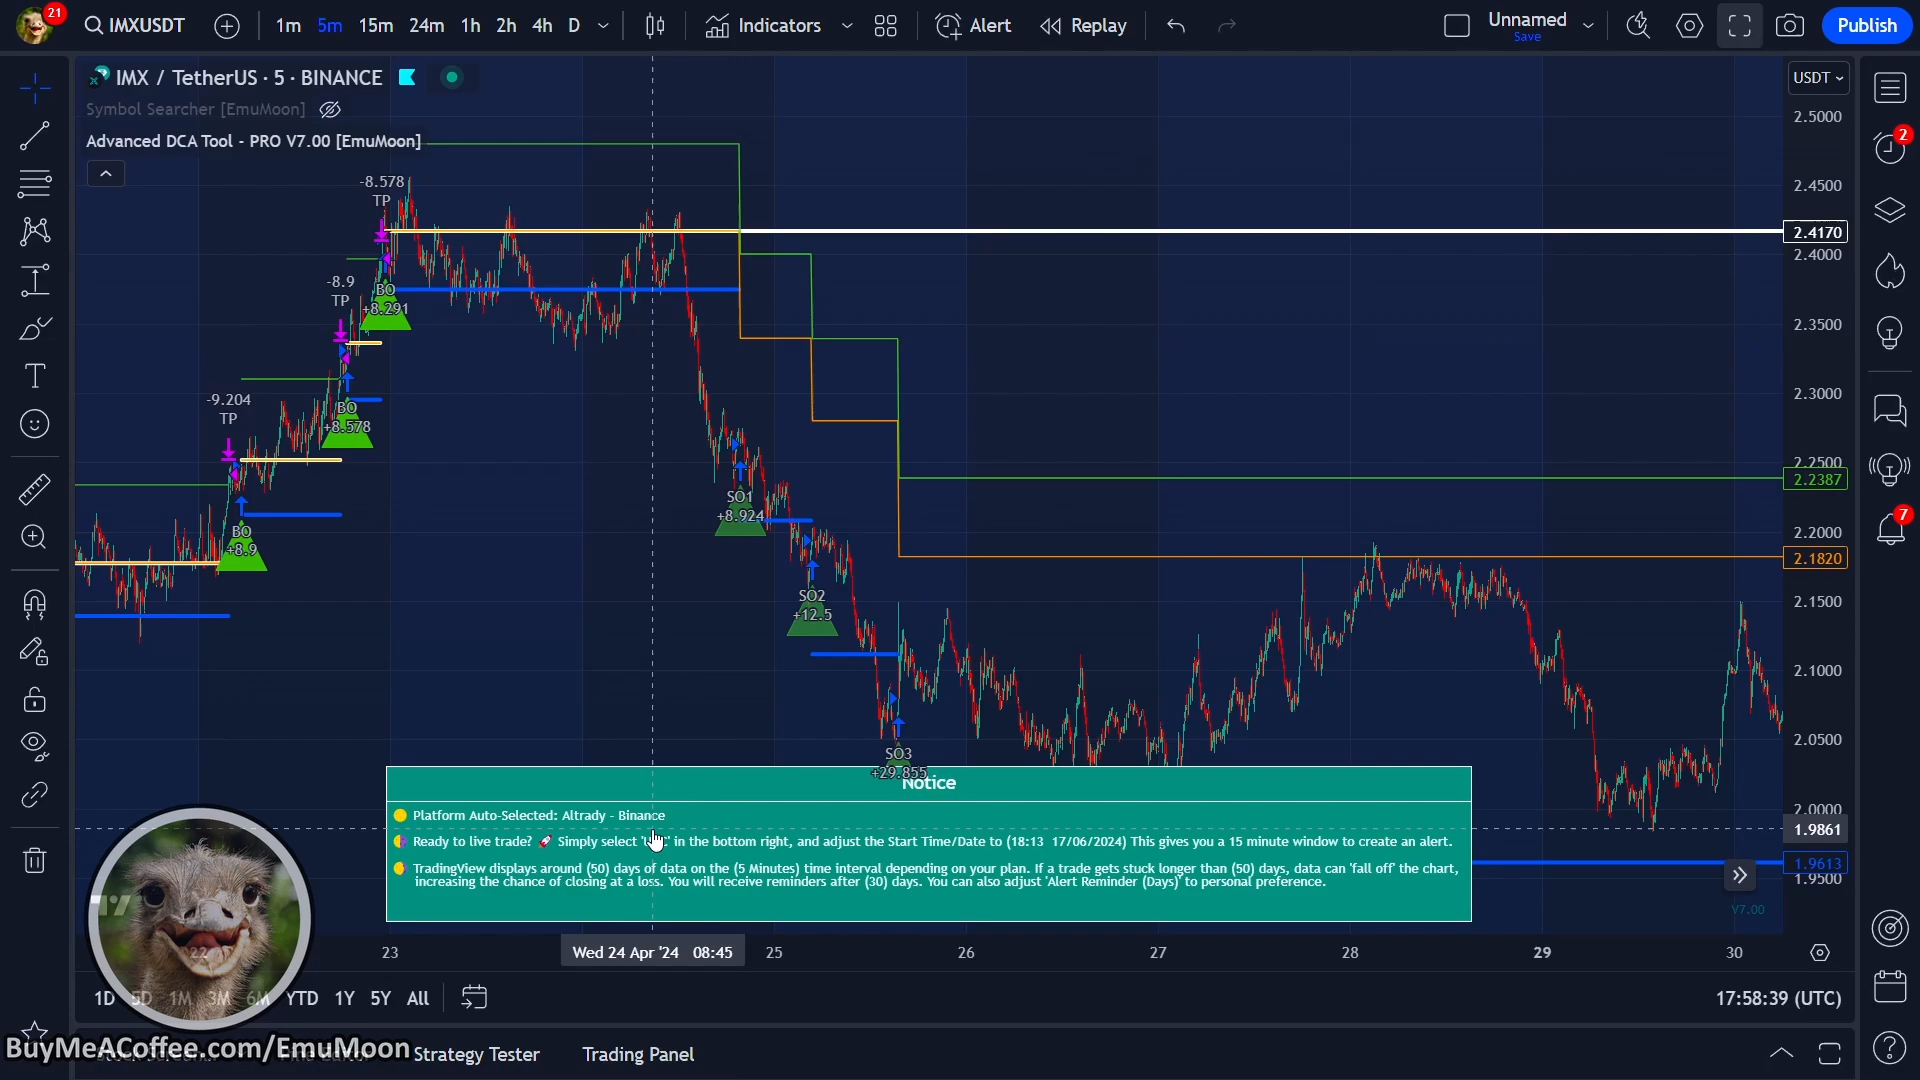 21
IMXUSDT
1m 5m 15m 24m 1h 2h 4h D
Indicators
Alert
Replay
Unnamed
Save
Publish
IMX / TetherUS · 5 · BINANCE
Symbol Searcher [EmuMoon]
Advanced DCA Tool - PRO V7.00 [EmuMoon]
USDT
2.5000
2.4500
2.4170
2.4000
2.3500
2.3000
2.2500
2.2387
2.2000
2.1820
2.1500
2.1000
2.0500
2.0000
1.9861
1.9613
1.9500
2
7
-8.578
TP
-8.9
TP
BO
+8.291
-9.204
TP
BO
+8.578
BO
+8.9
SO1
+8.924
SO2
+12.5
SO3
+29.855
Notice
Platform Auto-Selected: Altrady - Binance
Ready to live trade? 🚀 Simply select in the bottom right, and adjust the Start Time/Date to (18:13 17/06/2024) This gives you a 15 minute window to create an alert.
TradingView displays around (50) days of data on the (5 Minutes) time interval depending on your plan. If a trade gets stuck longer than (50) days, data can 'fall off' the chart,
increasing the chance of closing at a loss. You will receive reminders after (30) days. You can also adjust 'Alert Reminder (Days)' to personal preference.
V7.00
22 23 Wed 24 Apr '24 08:45 25 26 27 28 29 30
1D 5D 1M 3M 6M YTD 1Y 5Y All
17:58:39 (UTC)
BuyMeACoffee.com/EmuMoon
Strategy Tester
Trading Panel